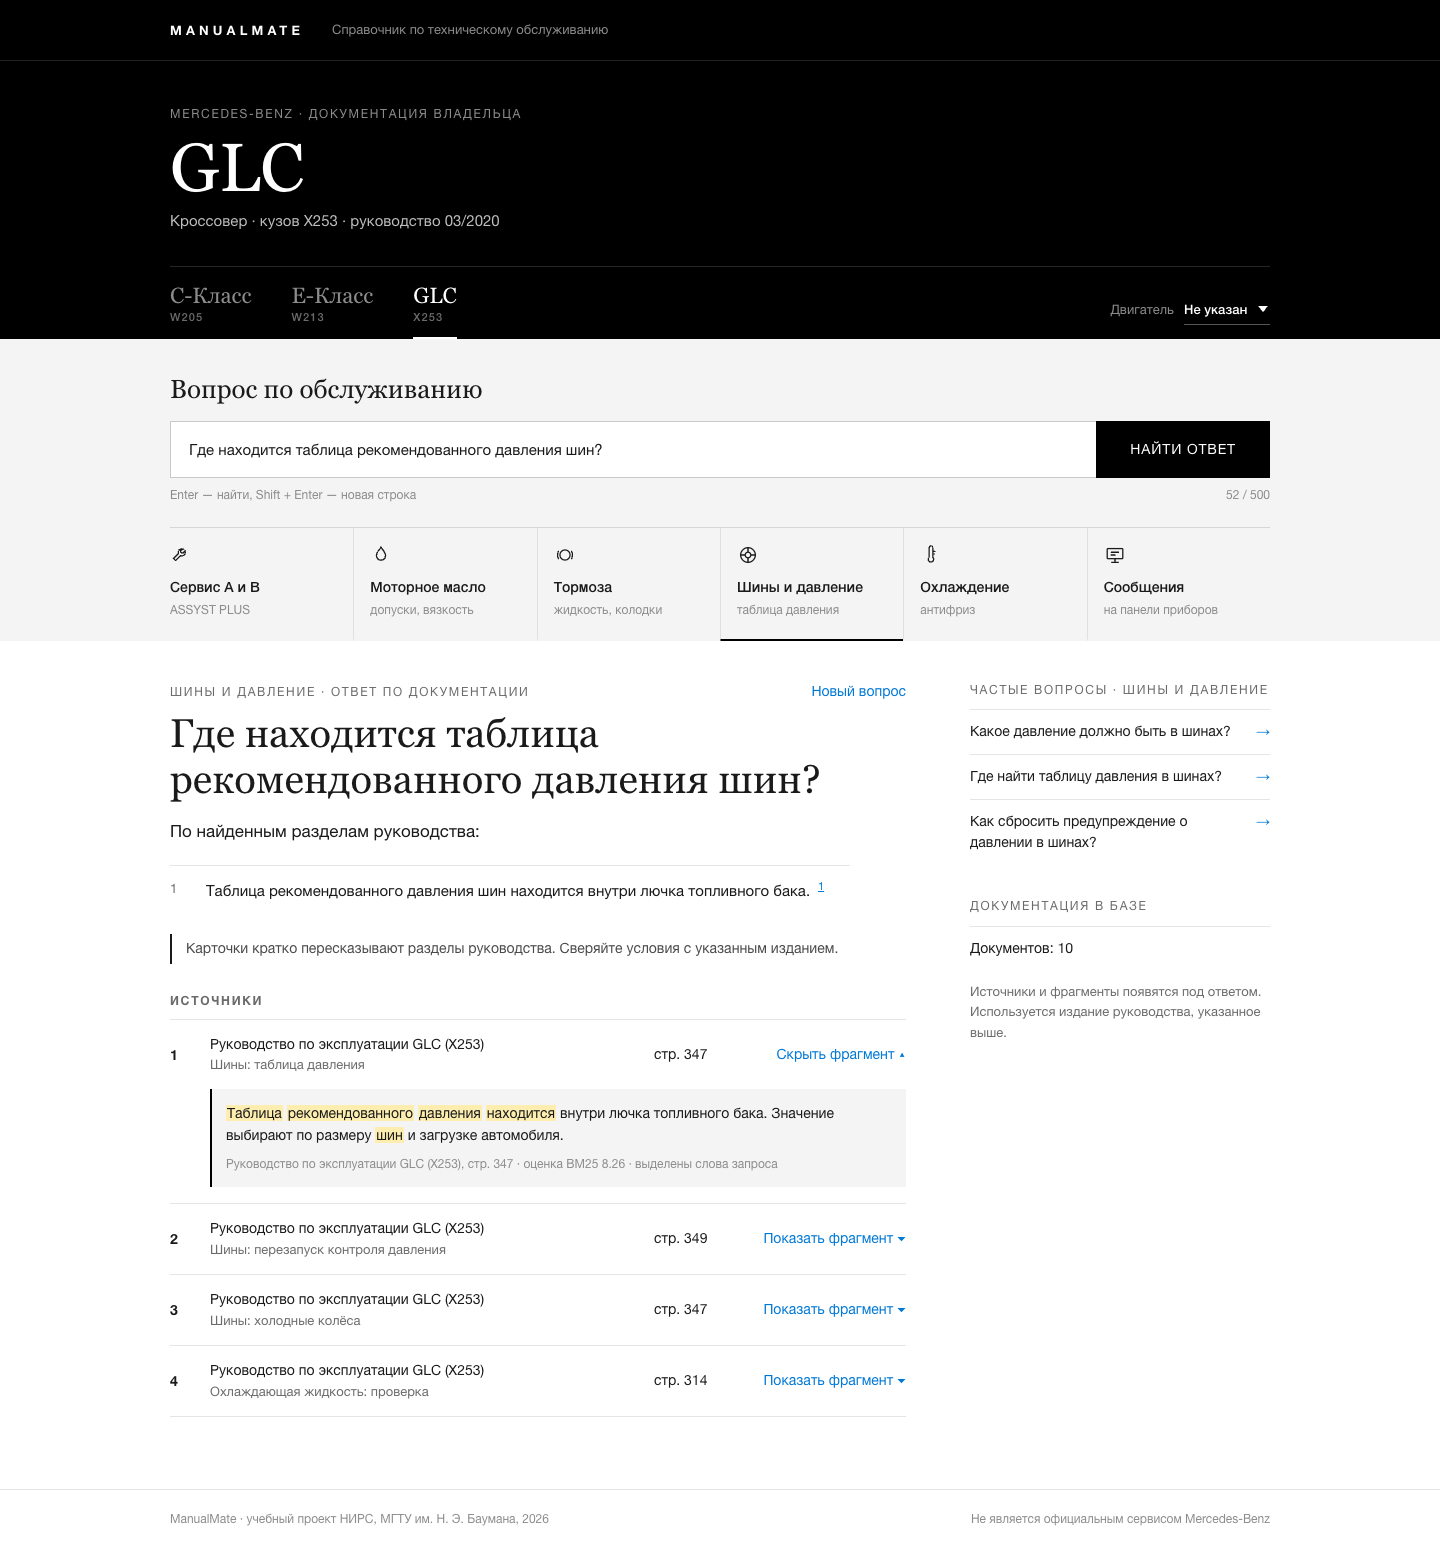 MANUALMATE Справочник по техническому обслуживанию
MERCEDES-BENZ · ДОКУМЕНТАЦИЯ ВЛАДЕЛЬЦА
GLC
Кроссовер · кузов X253 · руководство 03/2020
C-Класс E-Класс GLC
W205 W213 X253
Двигатель Не указан
Вопрос по обслуживанию
Где находится таблица рекомендованного давления шин?
НАЙТИ ОТВЕТ
Enter — найти, Shift + Enter — новая строка 52 / 500
Сервис A и B
ASSYST PLUS
Моторное масло
допуски, вязкость
Тормоза
жидкость, колодки
Шины и давление
таблица давления
Охлаждение
антифриз
Сообщения
на панели приборов
ШИНЫ И ДАВЛЕНИЕ · ОТВЕТ ПО ДОКУМЕНТАЦИИ Новый вопрос
Где находится таблица
рекомендованного давления шин?
По найденным разделам руководства:
1 Таблица рекомендованного давления шин находится внутри лючка топливного бака. 1
Карточки кратко пересказывают разделы руководства. Сверяйте условия с указанным изданием.
ИСТОЧНИКИ
1 Руководство по эксплуатации GLC (X253) стр. 347 Скрыть фрагмент ▴
Шины: таблица давления
Таблица рекомендованного давления находится внутри лючка топливного бака. Значение
выбирают по размеру шин и загрузке автомобиля.
Руководство по эксплуатации GLC (X253), стр. 347 · оценка BM25 8.26 · выделены слова запроса
2 Руководство по эксплуатации GLC (X253) стр. 349 Показать фрагмент ▾
Шины: перезапуск контроля давления
3 Руководство по эксплуатации GLC (X253) стр. 347 Показать фрагмент ▾
Шины: холодные колёса
4 Руководство по эксплуатации GLC (X253) стр. 314 Показать фрагмент ▾
Охлаждающая жидкость: проверка
ЧАСТЫЕ ВОПРОСЫ · ШИНЫ И ДАВЛЕНИЕ
Какое давление должно быть в шинах? →
Где найти таблицу давления в шинах? →
Как сбросить предупреждение о →
давлении в шинах?
ДОКУМЕНТАЦИЯ В БАЗЕ
Документов: 10
Источники и фрагменты появятся под ответом.
Используется издание руководства, указанное
выше.
ManualMate · учебный проект НИРС, МГТУ им. Н. Э. Баумана, 2026
Не является официальным сервисом Mercedes-Benz